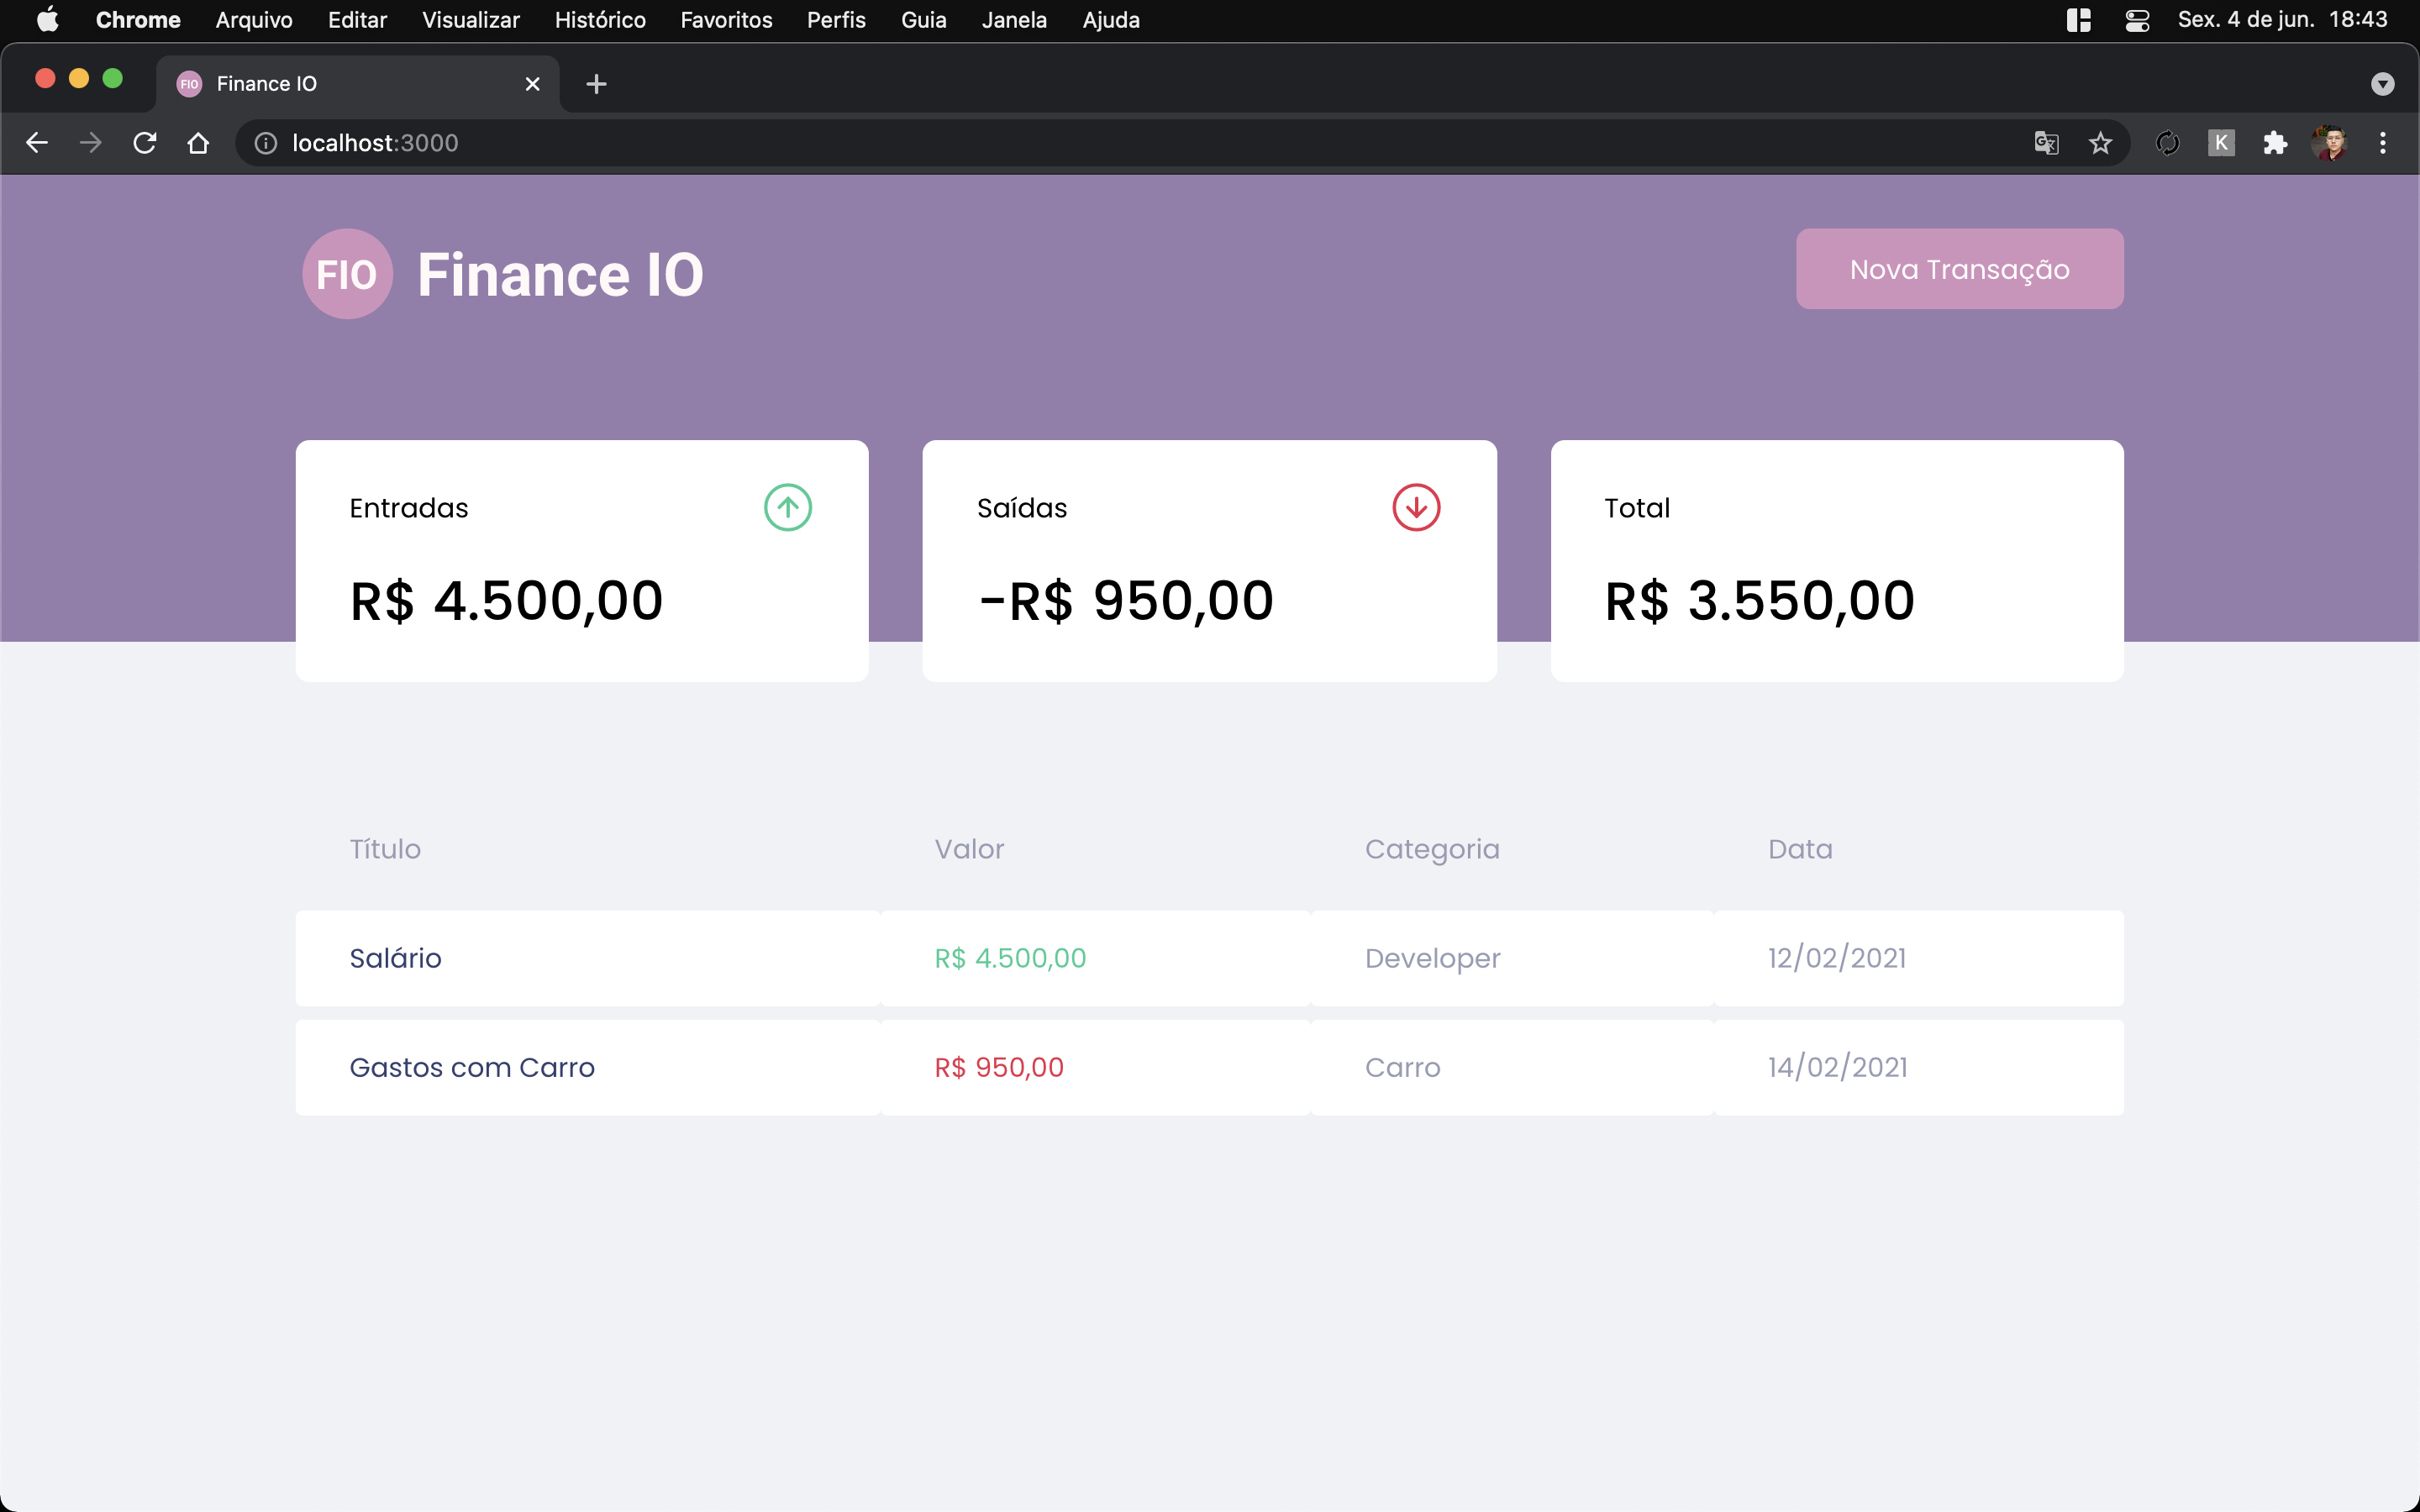 Chrome Arquivo Editar Visualizar Histórico Favoritos Perfis Guia Janela Ajuda Sex. 4 de jun. 18:43
FIO Finance IO
localhost:3000 K
FIO Finance IO Nova Transação
Entradas Saídas Total
R$ 4.500,00 -R$ 950,00 R$ 3.550,00
Título Valor Categoria Data
Salário R$ 4.500,00 Developer 12/02/2021
Gastos com Carro R$ 950,00 Carro 14/02/2021